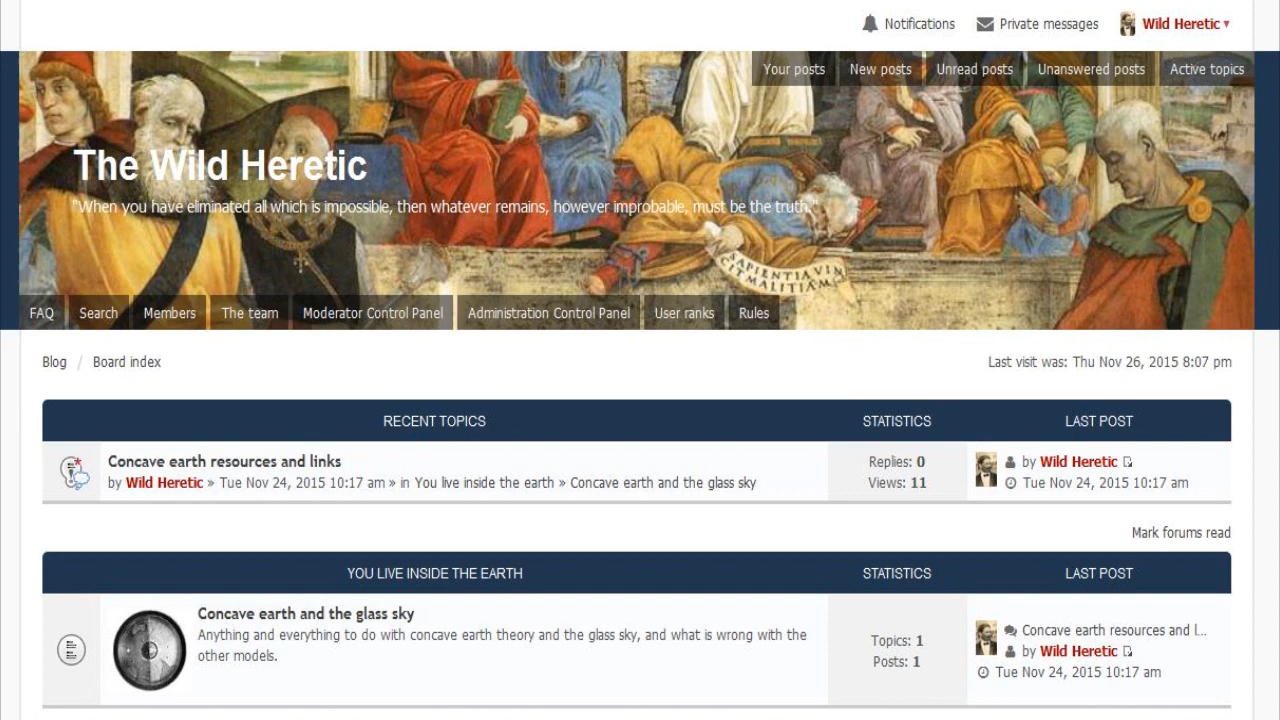 Notifications Private messages Wild Heretic
Your posts New posts Unread posts Unanswered posts Active topics
The Wild Heretic
"When you have eliminated all which is impossible, then whatever remains, however improbable, must be the truth."
SAPIENTIA VIN
CIT MALITIAM
FAQ Search Members The team Moderator Control Panel Administration Control Panel User ranks Rules
Blog / Board index Last visit was: Thu Nov 26, 2015 8:07 pm
RECENT TOPICS STATISTICS LAST POST
Concave earth resources and links Replies: 0 by Wild Heretic
by Wild Heretic » Tue Nov 24, 2015 10:17 am » in You live inside the earth » Concave earth and the glass sky Views: 11 Tue Nov 24, 2015 10:17 am
Mark forums read
YOU LIVE INSIDE THE EARTH STATISTICS LAST POST
Concave earth and the glass sky
Anything and everything to do with concave earth theory and the glass sky, and what is wrong with the
other models.
Topics: 1
Posts: 1
Concave earth resources and l...
by Wild Heretic
Tue Nov 24, 2015 10:17 am